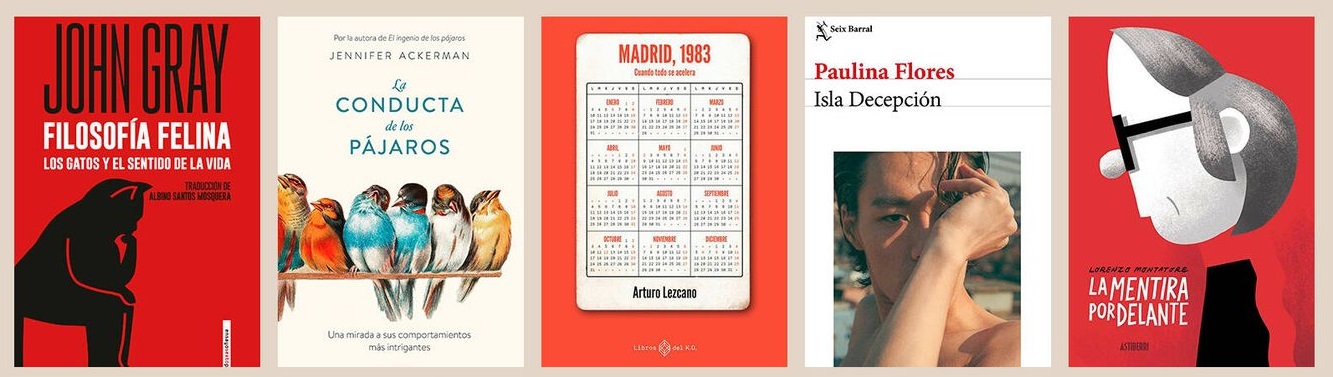 JOHN GRAY
FILOSOFÍA FELINA
LOS GATOS Y EL SENTIDO DE LA VIDA
TRADUCCIÓN DE
ALBINO SANTOS MOSQUERA
Por la autora de El ingenio de los pájaros
JENNIFER ACKERMAN
La
CONDUCTA
de los
PÁJAROS
Una mirada a sus comportamientos
más intrigantes
MADRID, 1983
Cuando todo se acelera
L M X J V S D L M X J V S D L M X J V S D
ENERO FEBRERO MARZO
ABRIL MAYO JUNIO
JULIO AGOSTO SEPTIEMBRE
OCTUBRE NOVIEMBRE DICIEMBRE
Arturo Lezcano
Libros del K.O.
Seix Barral
Paulina Flores
Isla Decepción
LORENZO MONTATORE
LA MENTIRA
POR DELANTE
ASTIBERRI